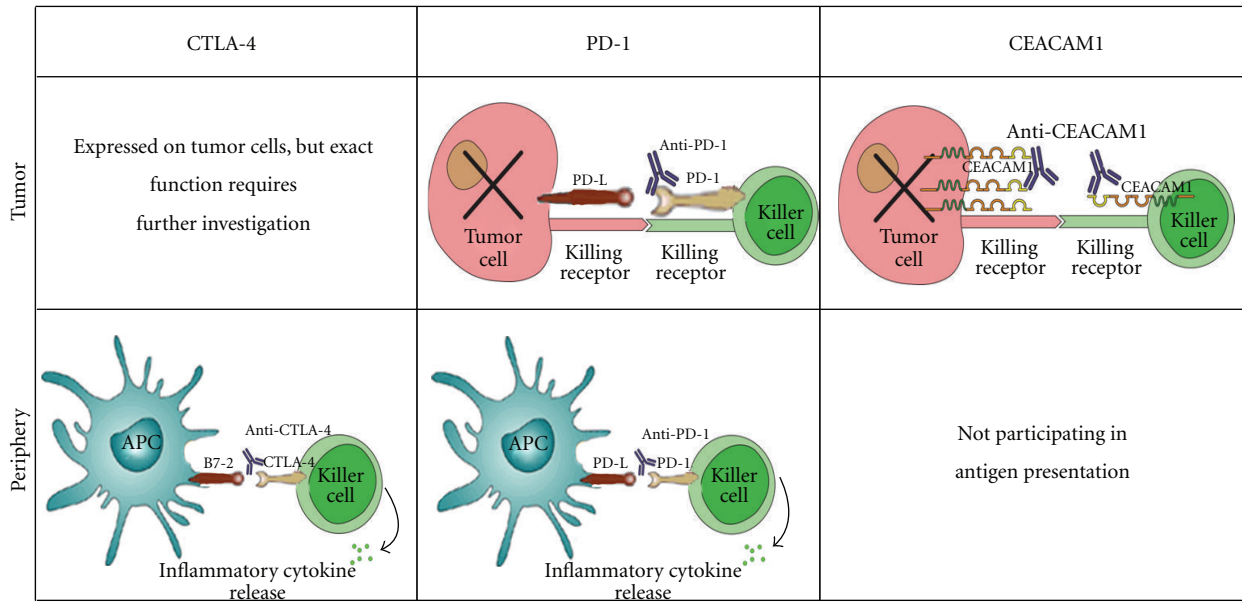 CTLA-4
PD-1
CEACAM1
Tumor
Expressed on tumor cells, but exact
function requires
further investigation
Anti-PD-1
PD-L
PD-1
Tumor
cell
Killer
cell
Killing
receptor
Killing
receptor
Anti-CEACAM1
CEACAM1
CEACAM1
Tumor
cell
Killer
cell
Killing
receptor
Killing
receptor
Periphery
APC
Anti-CTLA-4
B7-2
CTLA-4
Killer
cell
Inflammatory cytokine
release
APC
Anti-PD-1
PD-L
PD-1
Killer
cell
Inflammatory cytokine
release
Not participating in
antigen presentation